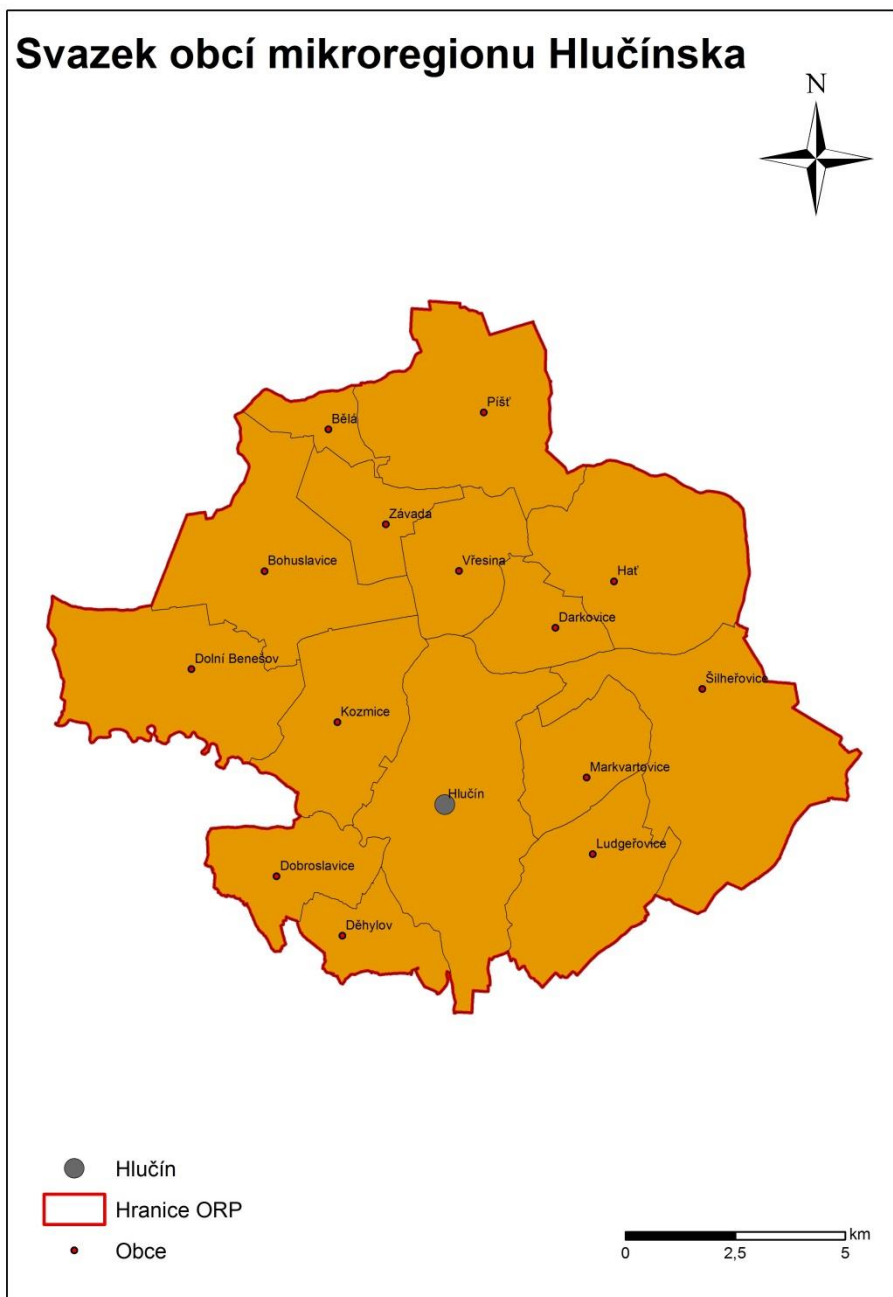 Svazek obcí mikroregionu Hlučínska
N
Píšť
Bělá
Závada
Bohuslavice
Vřesina
Hať
Darkovice
Dolní Benešov
Šilheřovice
Kozmice
Markvartovice
Hlučín
Ludgeřovice
Dobroslavice
Děhylov
Hlučín
Hranice ORP
Obce
km
0 2,5 5